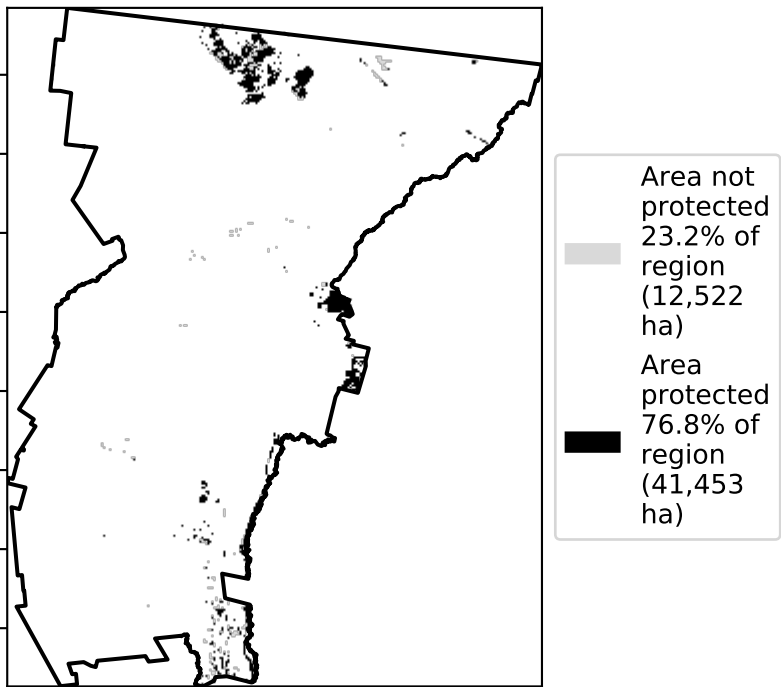 Area not
protected
23.2% of
region
(12,522
ha)
Area
protected
76.8% of
region
(41,453
ha)